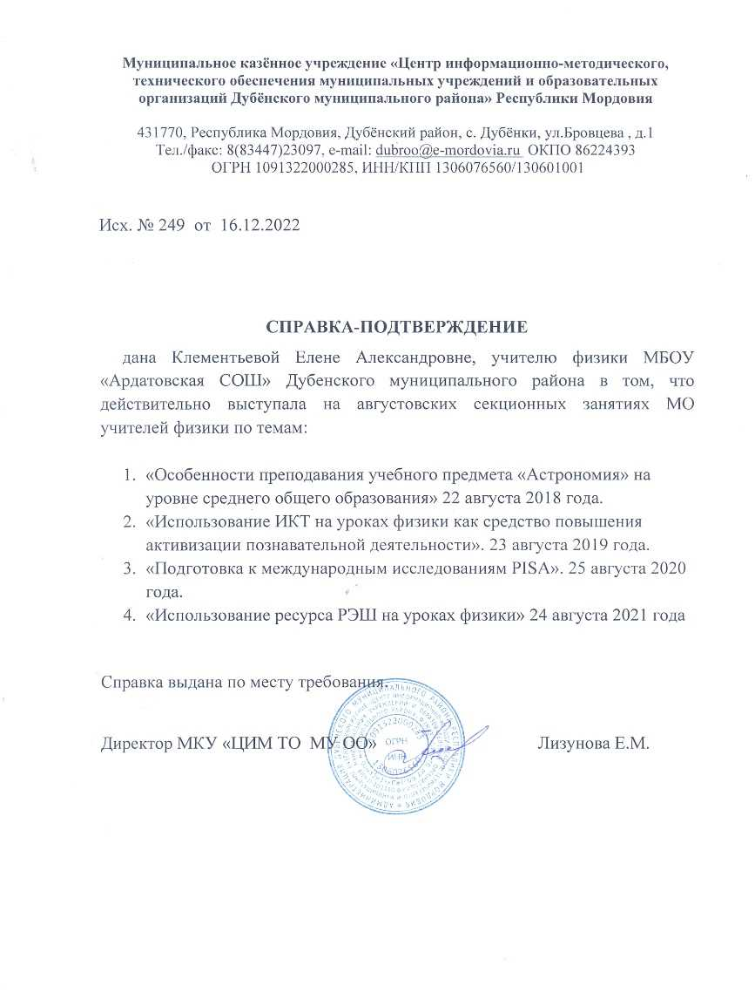 Муниципальное казённое учреждение «Центр информационно-методического,
технического обеспечения муниципальных учреждений и образовательных
организаций Дубёнского муниципального района» Республики Мордовия
431770, Республика Мордовия, Дубёнский район, с. Дубёнки, ул.Бровцева , д.1
Тел./факс: 8(83447)23097, e-mail: dubroo@e-mordovia.ru ОКПО 86224393
ОГРН 1091322000285, ИНН/КПП 1306076560/130601001
Исх. № 249 от 16.12.2022
СПРАВКА-ПОДТВЕРЖДЕНИЕ
дана Клементьевой Елене Александровне, учителю физики МБОУ
«Ардатовская СОШ» Дубенского муниципального района в том, что
действительно выступала на августовских секционных занятиях МО
учителей физики по темам:
1. «Особенности преподавания учебного предмета «Астрономия» на
уровне среднего общего образования» 22 августа 2018 года.
2. «Использование ИКТ на уроках физики как средство повышения
активизации познавательной деятельности». 23 августа 2019 года.
3. «Подготовка к международным исследованиям PISA». 25 августа 2020
года.
4. «Использование ресурса РЭШ на уроках физики» 24 августа 2021 года
Справка выдана по месту требования.
Директор МКУ «ЦИМ ТО МУ ОО» Лизунова Е.М.
ОГРН
ИНН